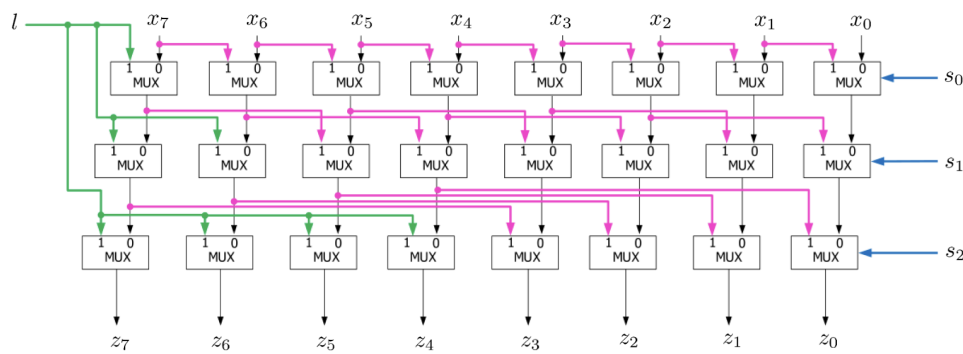 l x₇ x₆ x₅ x₄ x₃ x₂ x₁ x₀
1 0 1 0 1 0 1 0 1 0 1 0 1 0 1 0
MUX MUX MUX MUX MUX MUX MUX MUX s₀
1 0 1 0 1 0 1 0 1 0 1 0 1 0 1 0
MUX MUX MUX MUX MUX MUX MUX MUX s₁
1 0 1 0 1 0 1 0 1 0 1 0 1 0 1 0
MUX MUX MUX MUX MUX MUX MUX MUX s₂
z₇ z₆ z₅ z₄ z₃ z₂ z₁ z₀